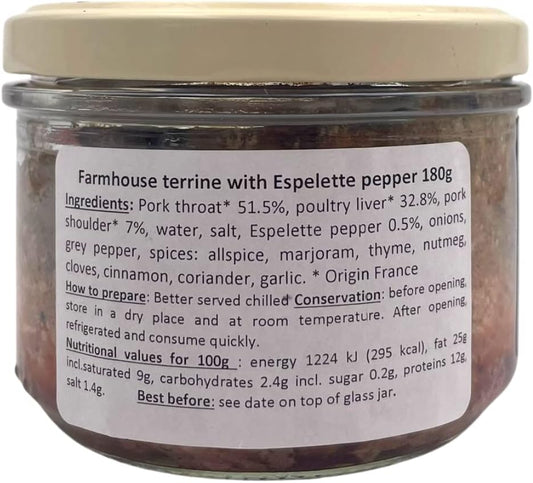 Farmhouse terrine with Espelette pepper 180g
Ingredients: Pork throat* 51.5%, poultry liver* 32.8%, pork
shoulder* 7%, water, salt, Espelette pepper 0.5%, onions,
grey pepper, spices: allspice, marjoram, thyme, nutmeg,
cloves, cinnamon, coriander, garlic. * Origin France
How to prepare: Better served chilled Conservation: before opening,
store in a dry place and at room temperature. After opening,
refrigerated and consume quickly.
Nutritional values for 100g : energy 1224 kJ (295 kcal), fat 25g
incl.saturated 9g, carbohydrates 2.4g incl. sugar 0.2g, proteins 12g,
salt 1.4g. Best before: see date on top of glass jar.